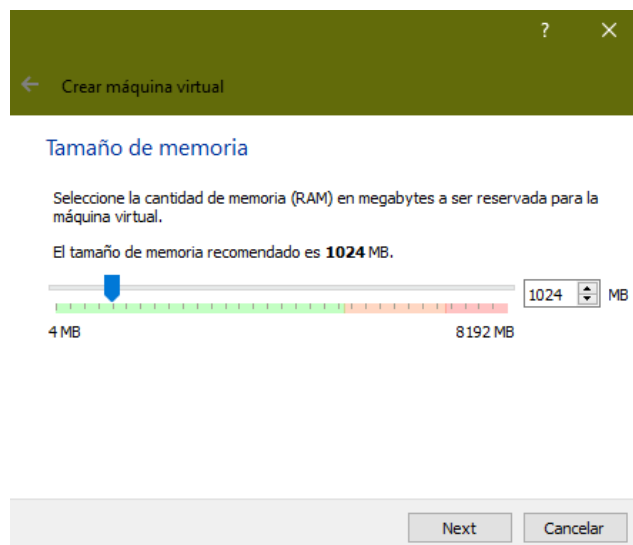 ?
Crear máquina virtual
Tamaño de memoria
Seleccione la cantidad de memoria (RAM) en megabytes a ser reservada para la
máquina virtual.
El tamaño de memoria recomendado es 1024 MB.
1024 MB
4 MB 8192 MB
Next Cancelar